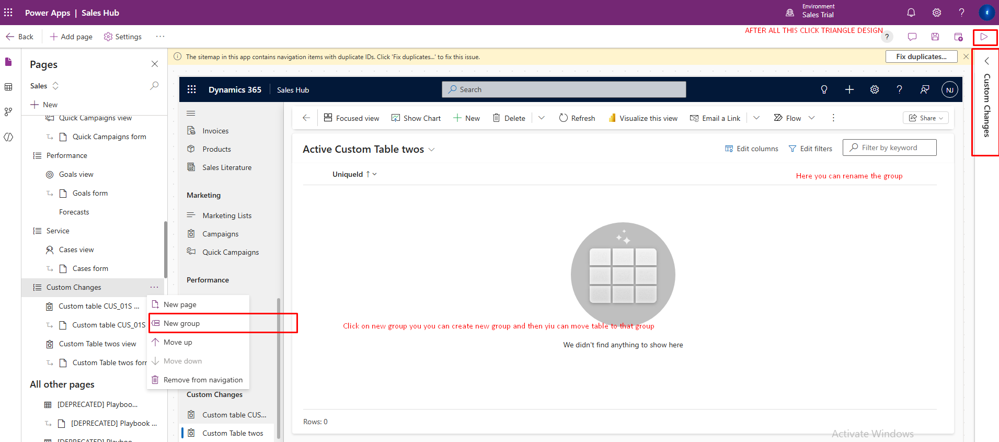 Power Apps | Sales Hub
Environment
Sales Trial
Back
Add page
Settings
AFTER ALL THIS CLICK TRIANGLE DESIGN
Pages
Sales
New
Quick Campaigns view
Quick Campaigns form
Performance
Goals view
Goals form
Forecasts
Service
Cases view
Cases form
Custom Changes
Custom table CUS_01S ...
Custom table CUS_01S
Custom Table twos view
Custom Table twos forr
All other pages
[DEPRECATED] Playboo...
[DEPRECATED] Playbook ...
[DEPRECATED] Playboo
New page
New group
Move up
Move down
Remove from navigation
The sitemap in this app contains navigation items with duplicate IDs. Click 'Fix duplicates...' to fix this issue.
Fix duplicates...
Dynamics 365
Sales Hub
Search
NJ
Invoices
Products
Sales Literature
Marketing
Marketing Lists
Campaigns
Quick Campaigns
Performance
Custom Changes
Custom table CUS...
Custom Table twos
Focused view
Show Chart
New
Delete
Refresh
Visualize this view
Email a Link
Flow
Share
Active Custom Table twos
Edit columns
Edit filters
Filter by keyword
UniqueId
Here you can rename the group
Click on new group you you can create new group and then yiu can move table to that group
We didn't find anything to show here
Rows: 0
Custom Changes
Activate Windows